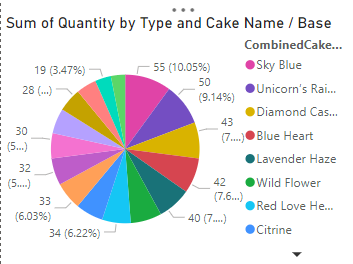 Sum of Quantity by Type and Cake Name / Base
CombinedCake...
Sky Blue
Unicorn's Rai...
Diamond Cas...
Blue Heart
Lavender Haze
Wild Flower
Red Love He...
Citrine
55 (10.05%)
50
(9.14%)
43
(7....)
42
(7.6...)
40 (7....)
34 (6.22%)
33
(6.03%)
32
(5....)
30
(5...)
28 (...)
19 (3.47%)